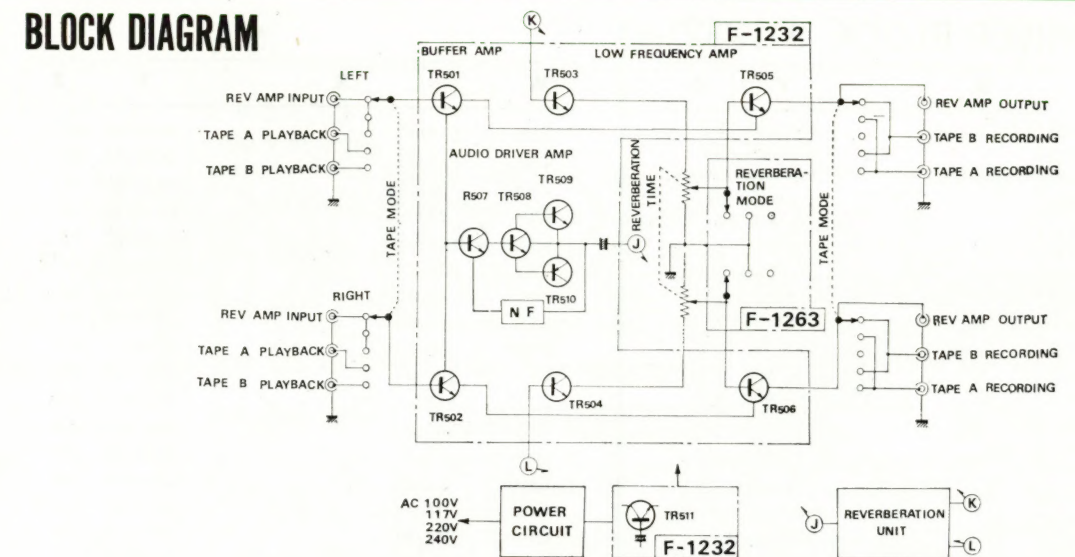 BLOCK DIAGRAM
K
F-1232
BUFFER AMP
LOW FREQUENCY AMP
LEFT
TR501
TR503
TR505
REV AMP INPUT
TAPE A PLAYBACK
TAPE B PLAYBACK
REV AMP OUTPUT
TAPE B RECORDING
TAPE A RECORDING
AUDIO DRIVER AMP
TR509
R507
TR508
TR510
N F
TAPE MODE
REVERBERATION
TIME
J
REVERBERA-
TION
MODE
TAPE MODE
F-1263
RIGHT
REV AMP INPUT
TAPE A PLAYBACK
TAPE B PLAYBACK
REV AMP OUTPUT
TAPE B RECORDING
TAPE A RECORDING
TR502
TR504
TR506
L
AC 100V
117V
220V
240V
POWER
CIRCUIT
TR511
F-1232
J
REVERBERATION
UNIT
K
L